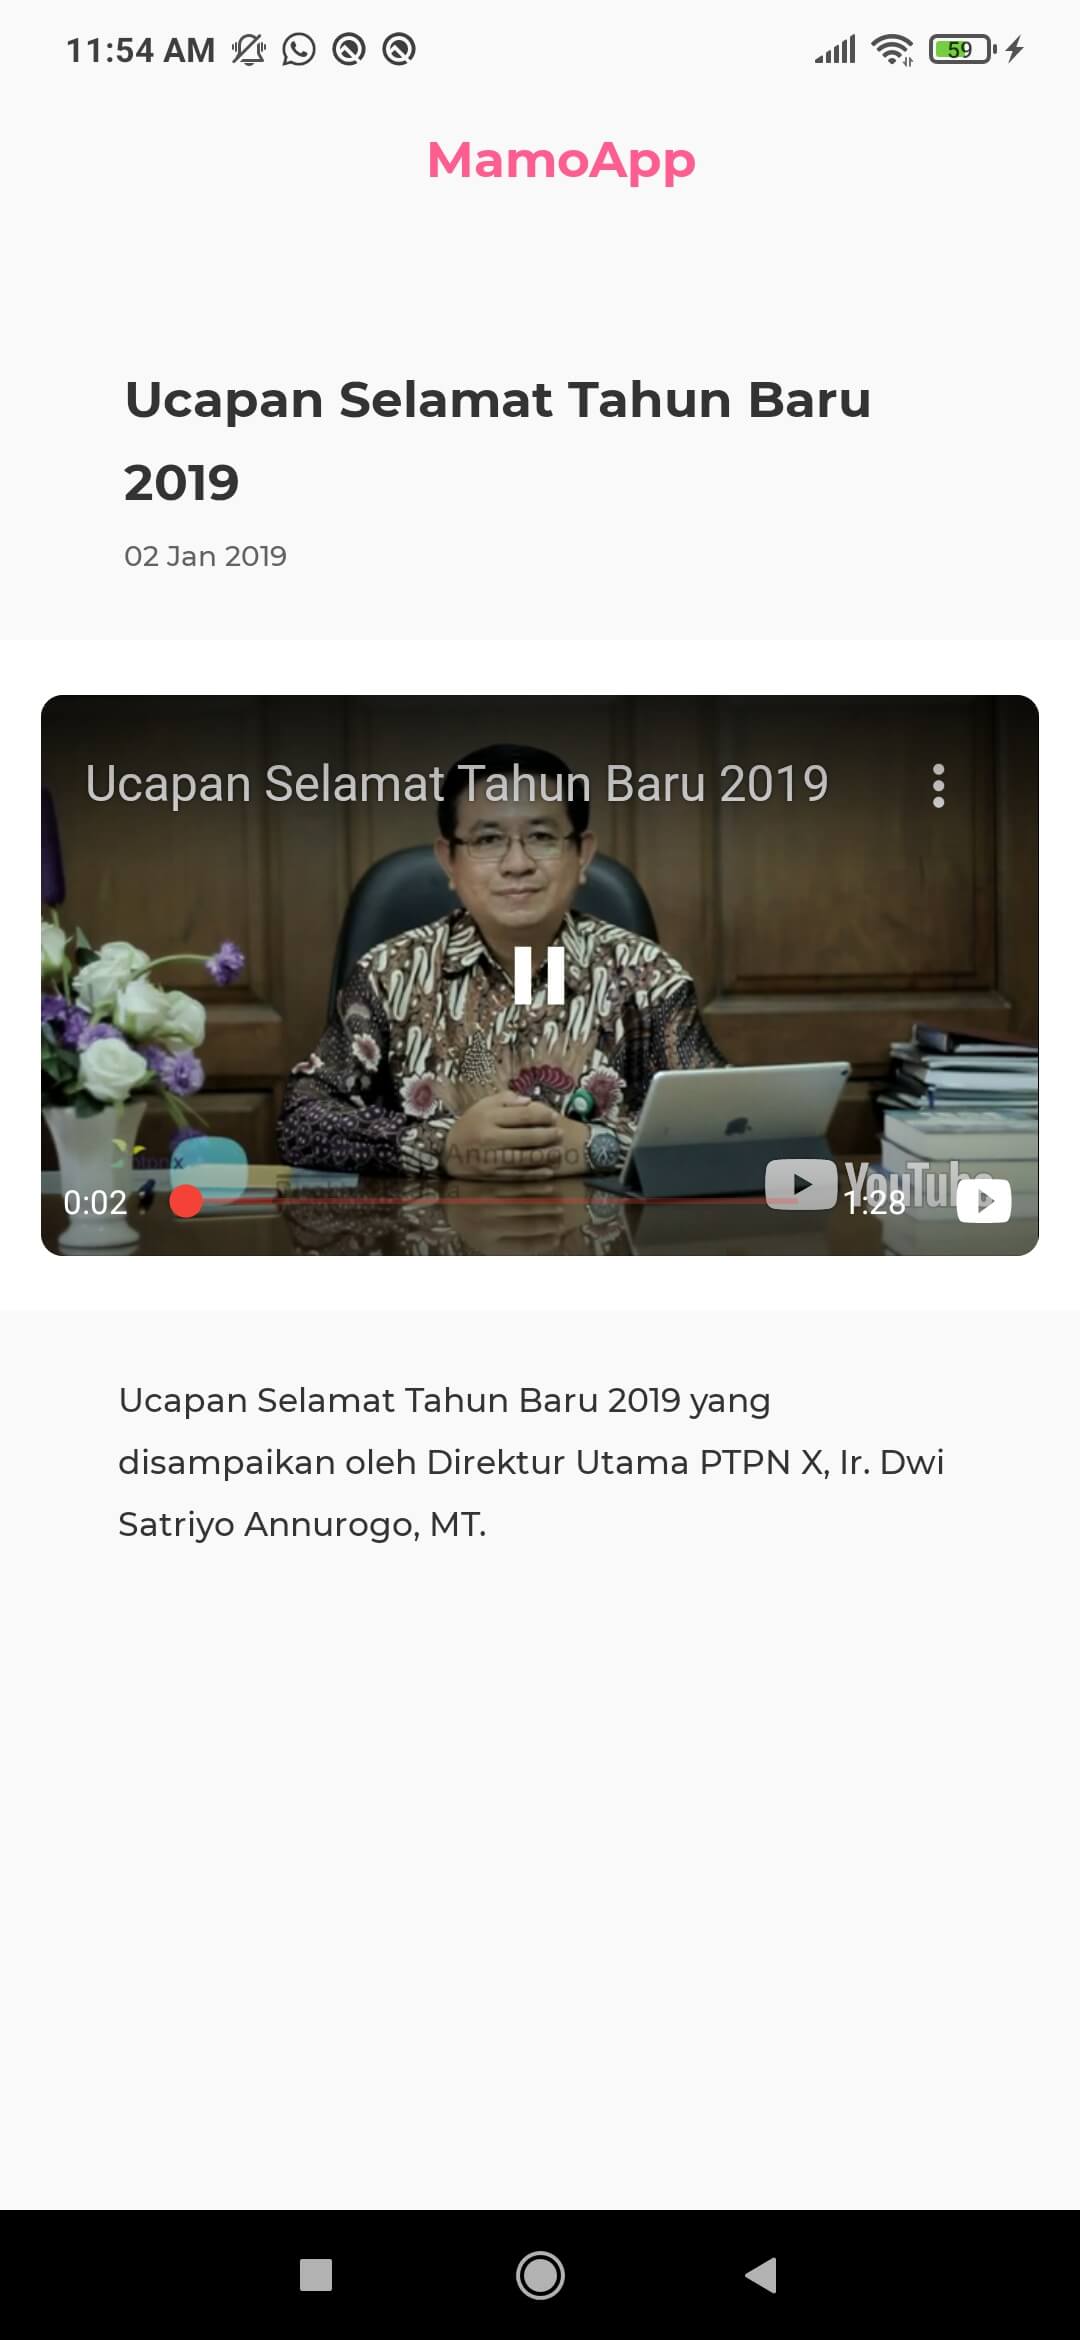 11:54 AM
59
MamoApp
Ucapan Selamat Tahun Baru
2019
02 Jan 2019
Ucapan Selamat Tahun Baru 2019
Annurogo
0:02
1:28
YouTube
Ucapan Selamat Tahun Baru 2019 yang
disampaikan oleh Direktur Utama PTPN X, Ir. Dwi
Satriyo Annurogo, MT.